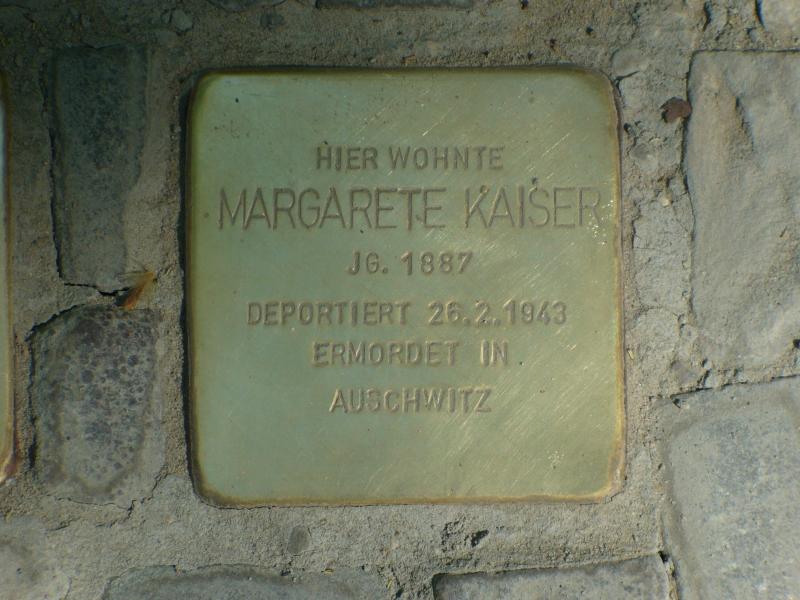 HIER WOHNTE
MARGARETE KAISER
JG. 1887
DEPORTIERT 26.2.1943
ERMORDET IN
AUSCHWITZ